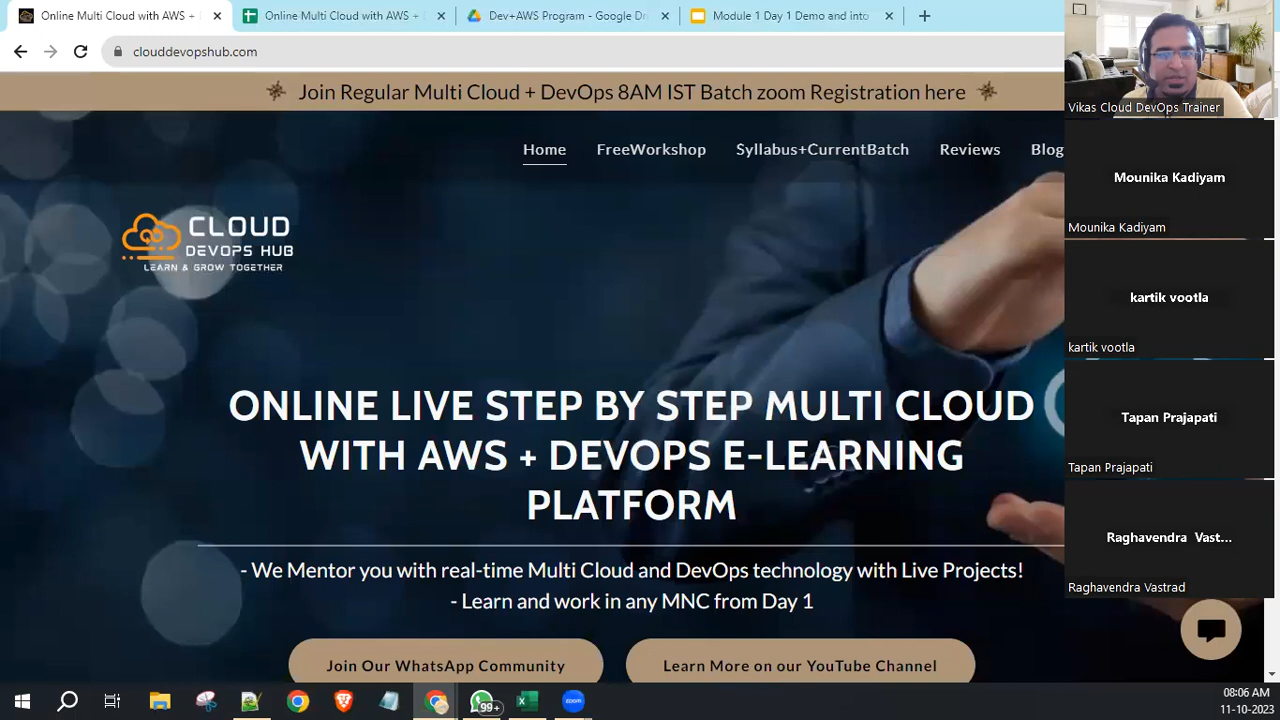 Online Multi Cloud with AWS +
Online Multi Cloud with AWS +
Dev+AWS Program - Google Dr
Module 1 Day 1 Demo and into
clouddevopshub.com
Join Regular Multi Cloud + DevOps 8AM IST Batch zoom Registration here
Home
FreeWorkshop
Syllabus+CurrentBatch
Reviews
Blog
CLOUD
DEVOPS HUB
LEARN & GROW TOGETHER
ONLINE LIVE STEP BY STEP MULTI CLOUD
WITH AWS + DEVOPS E-LEARNING
PLATFORM
- We Mentor you with real-time Multi Cloud and DevOps technology with Live Projects!
- Learn and work in any MNC from Day 1
Join Our WhatsApp Community
Learn More on our YouTube Channel
Vikas Cloud DevOps Trainer
Mounika Kadiyam
Mounika Kadiyam
kartik vootla
kartik vootla
Tapan Prajapati
Tapan Prajapati
Raghavendra Vast...
Raghavendra Vastrad
99+
zoom
08:06 AM
11-10-2023